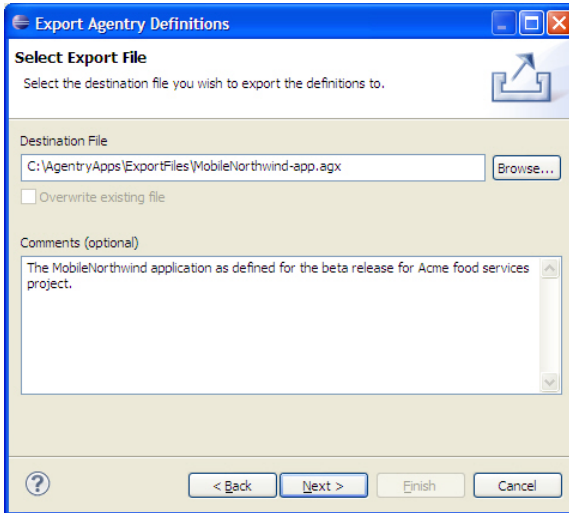 Export Agentry Definitions
Select Export File
Select the destination file you wish to export the definitions to.
Destination File
C:\AgentryApps\ExportFiles\MobileNorthwind-app.agx
Browse...
Overwrite existing file
Comments (optional)
The MobileNorthwind application as defined for the beta release for Acme food services
project.
?
< Back Next > Finish Cancel